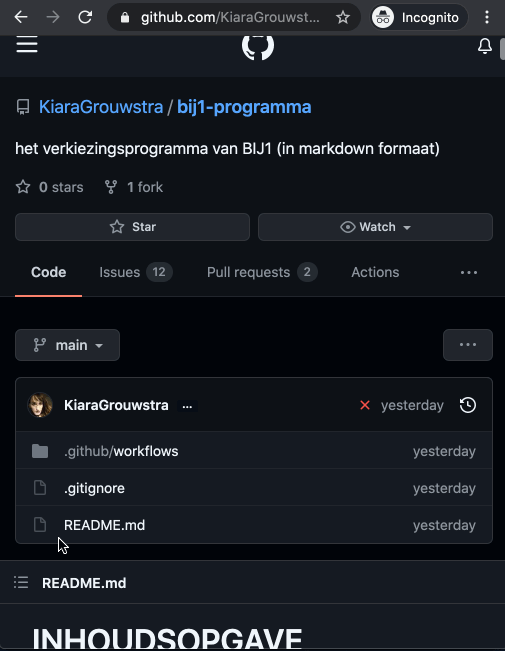 github.com/KiaraGrouwst...
Incognito
KiaraGrouwstra / bij1-programma
het verkiezingsprogramma van BIJ1 (in markdown formaat)
0 stars 1 fork
Star Watch
Code Issues 12 Pull requests 2 Actions ...
main ...
KiaraGrouwstra ... yesterday
.github/workflows yesterday
.gitignore yesterday
README.md yesterday
README.md
INHOUDSOPGAVE